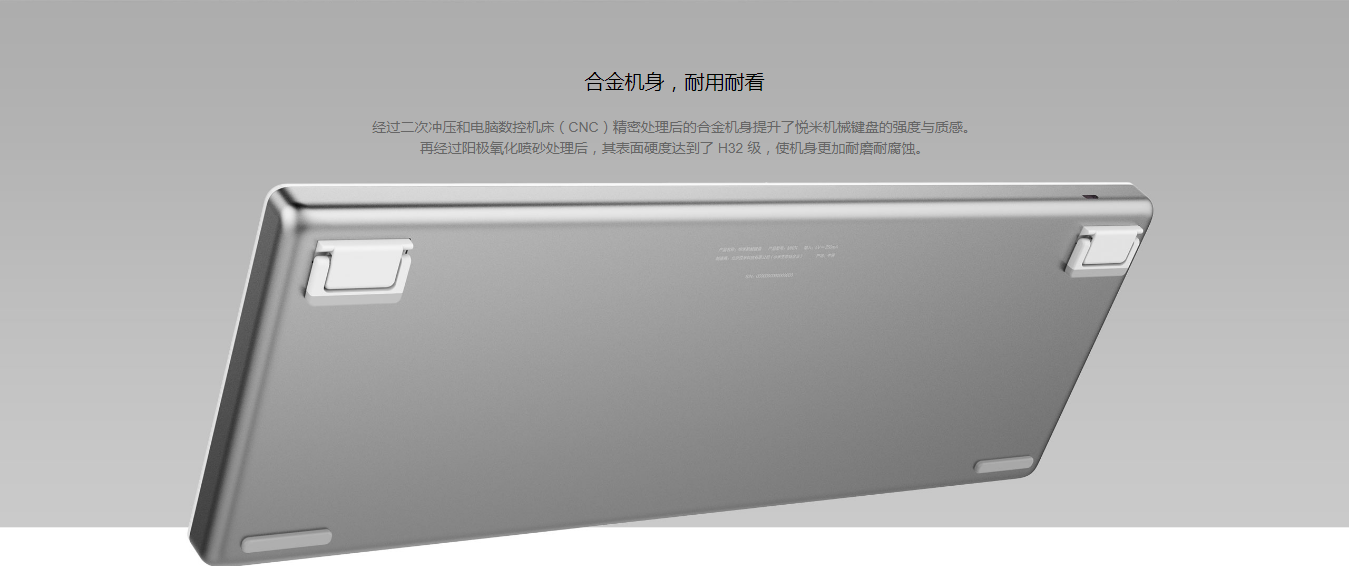 合金机身，耐用耐看
经过二次冲压和电脑数控机床（CNC）精密处理后的合金机身提升了悦米机械键盘的强度与质感。
再经过阳极氧化喷砂处理后，其表面硬度达到了 H32 级，使机身更加耐磨耐腐蚀。